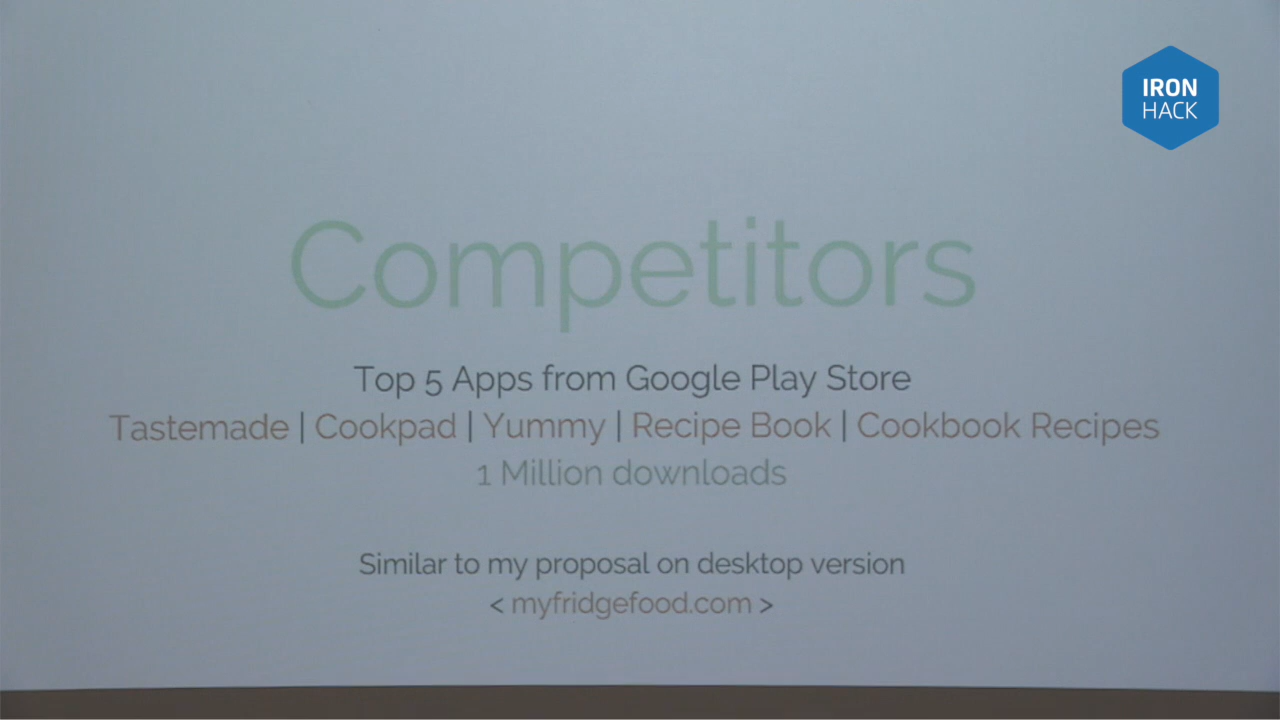 IRON
HACK
Competitors
Top 5 Apps from Google Play Store
Tastemade | Cookpad | Yummy | Recipe Book | Cookbook Recipes
1 Million downloads
Similar to my proposal on desktop version
< myfridgefood.com >